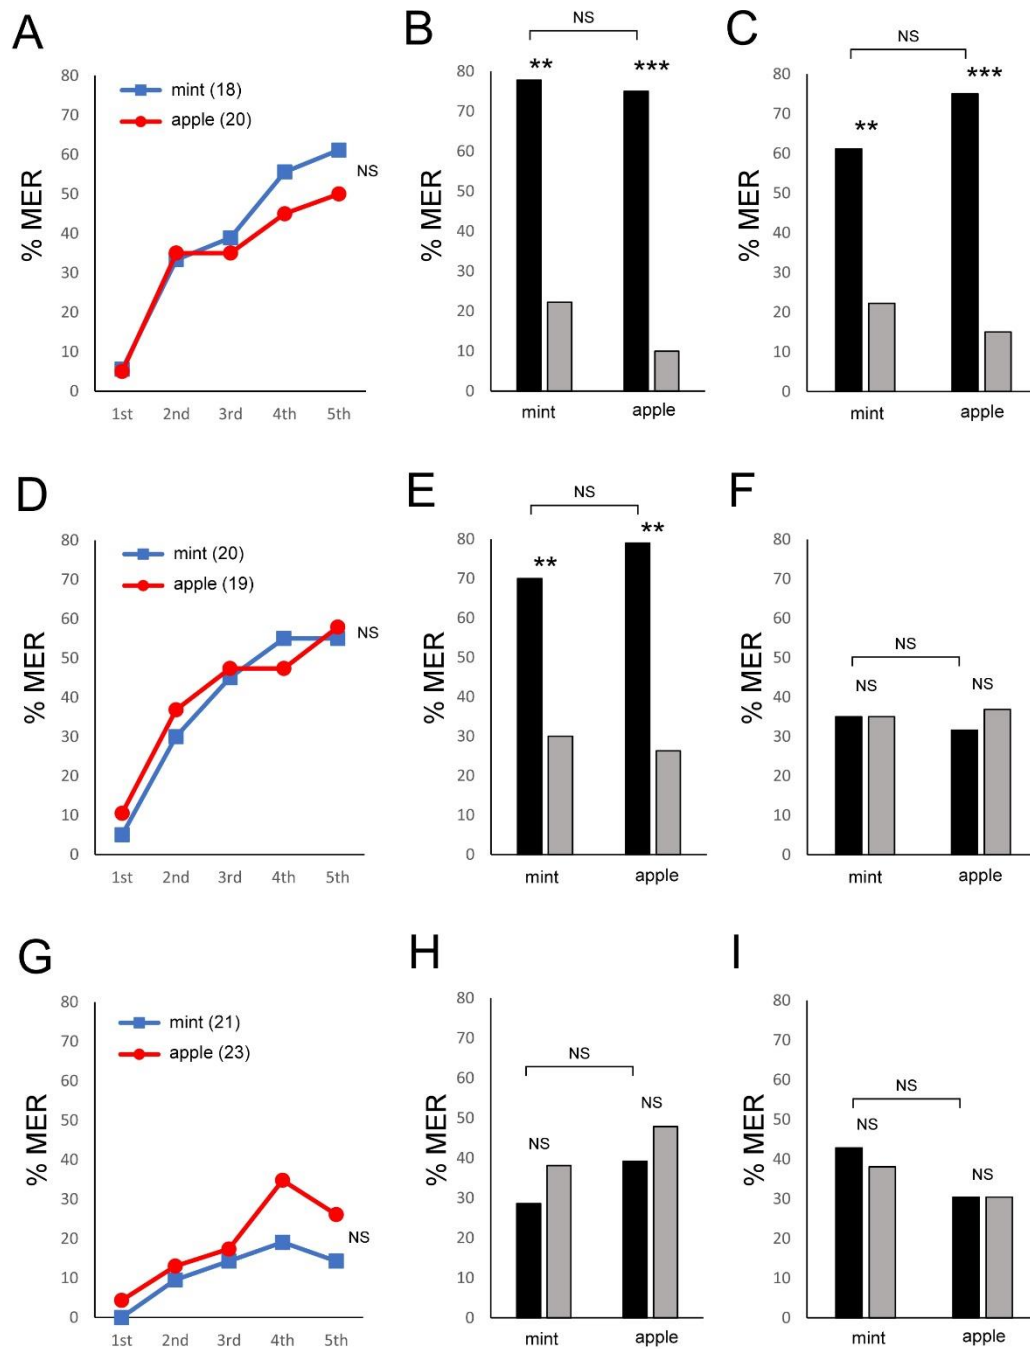 A
% MER
80
70
60
50
40
30
20
10
0
mint (18)
apple (20)
NS
1st 2nd 3rd 4th 5th
B
% MER
80
70
60
50
40
30
20
10
0
NS
** ***
mint apple
C
% MER
80
70
60
50
40
30
20
10
0
NS
** ***
mint apple
D
% MER
80
70
60
50
40
30
20
10
0
mint (20)
apple (19)
NS
1st 2nd 3rd 4th 5th
E
% MER
80
70
60
50
40
30
20
10
0
NS
** **
mint apple
F
% MER
80
70
60
50
40
30
20
10
0
NS
NS NS
mint apple
G
% MER
80
70
60
50
40
30
20
10
0
mint (21)
apple (23)
NS
1st 2nd 3rd 4th 5th
H
% MER
80
70
60
50
40
30
20
10
0
NS
NS NS
mint apple
I
% MER
80
70
60
50
40
30
20
10
0
NS
NS NS
mint apple